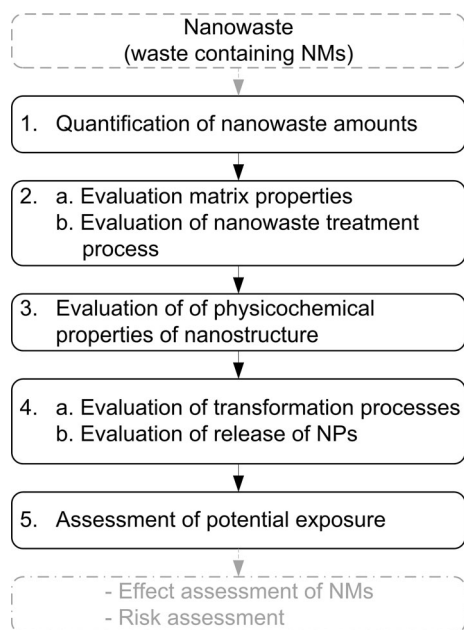 Nanowaste
(waste containing NMs)
1. Quantification of nanowaste amounts
2. a. Evaluation matrix properties
b. Evaluation of nanowaste treatment
process
3. Evaluation of of physicochemical
properties of nanostructure
4. a. Evaluation of transformation processes
b. Evaluation of release of NPs
5. Assessment of potential exposure
- Effect assessment of NMs
- Risk assessment